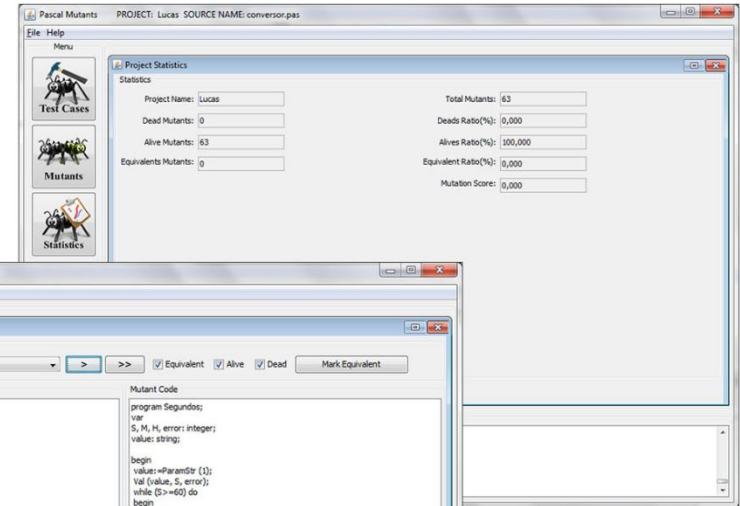 Pascal Mutants PROJECT: Lucas SOURCE NAME: conversor.pas
File Help
Menu
Test Cases
Mutants
Statistics
Project Statistics
Statistics
Project Name: Lucas
Total Mutants: 63
Dead Mutants: 0
Deads Ratio(%): 0,000
Alive Mutants: 63
Alives Ratio(%): 100,000
Equivalents Mutants: 0
Equivalent Ratio(%): 0,000
Mutation Score: 0,000
> >> Equivalent Alive Dead Mark Equivalent
Mutant Code
program Segundos;
var
S, M, H, error: integer;
value: string;
begin
value:=ParamStr (1);
Val (value, S, error);
while (S>=60) do
begin